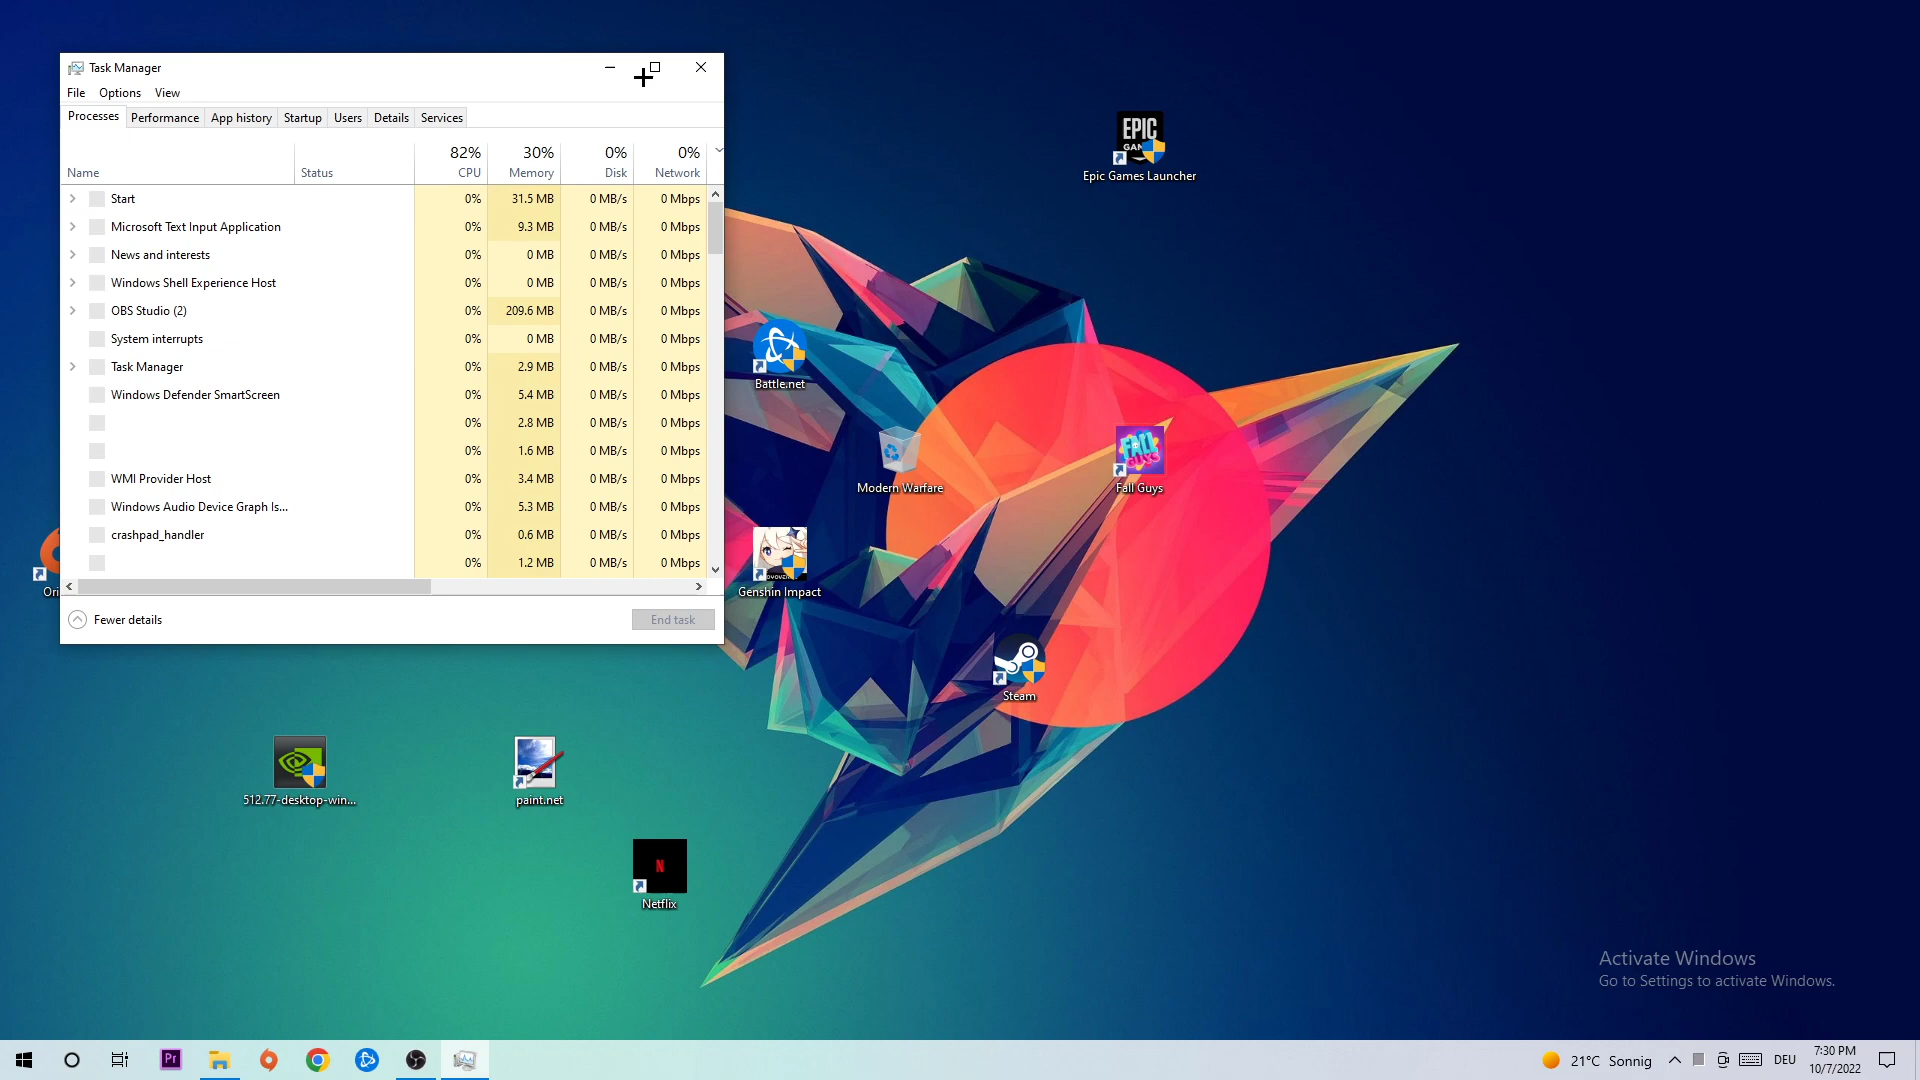 Task Manager
File Options View
Processes Performance App history Startup Users Details Services
82% 30% 0% 0%
Name Status CPU Memory Disk Network
Start 0% 31.5 MB 0 MB/s 0 Mbps
Microsoft Text Input Application 0% 9.3 MB 0 MB/s 0 Mbps
News and interests 0% 0 MB 0 MB/s 0 Mbps
Windows Shell Experience Host 0% 0 MB 0 MB/s 0 Mbps
OBS Studio (2) 0% 209.6 MB 0 MB/s 0 Mbps
System interrupts 0% 0 MB 0 MB/s 0 Mbps
Task Manager 0% 2.9 MB 0 MB/s 0 Mbps
Windows Defender SmartScreen 0% 5.4 MB 0 MB/s 0 Mbps
0% 2.8 MB 0 MB/s 0 Mbps
0% 1.6 MB 0 MB/s 0 Mbps
WMI Provider Host 0% 3.4 MB 0 MB/s 0 Mbps
Windows Audio Device Graph Is... 0% 5.3 MB 0 MB/s 0 Mbps
crashpad_handler 0% 0.6 MB 0 MB/s 0 Mbps
0% 1.2 MB 0 MB/s 0 Mbps
Fewer details End task
EPIC
GAM
Epic Games Launcher
Battle.net
Modern Warfare
FALL
GUYS
Fall Guys
Ori
Genshin Impact
Steam
512.77-desktop-win...
paint.net
N
Netflix
Activate Windows
Go to Settings to activate Windows.
Pr
21°C Sonnig
DEU
7:30 PM
10/7/2022